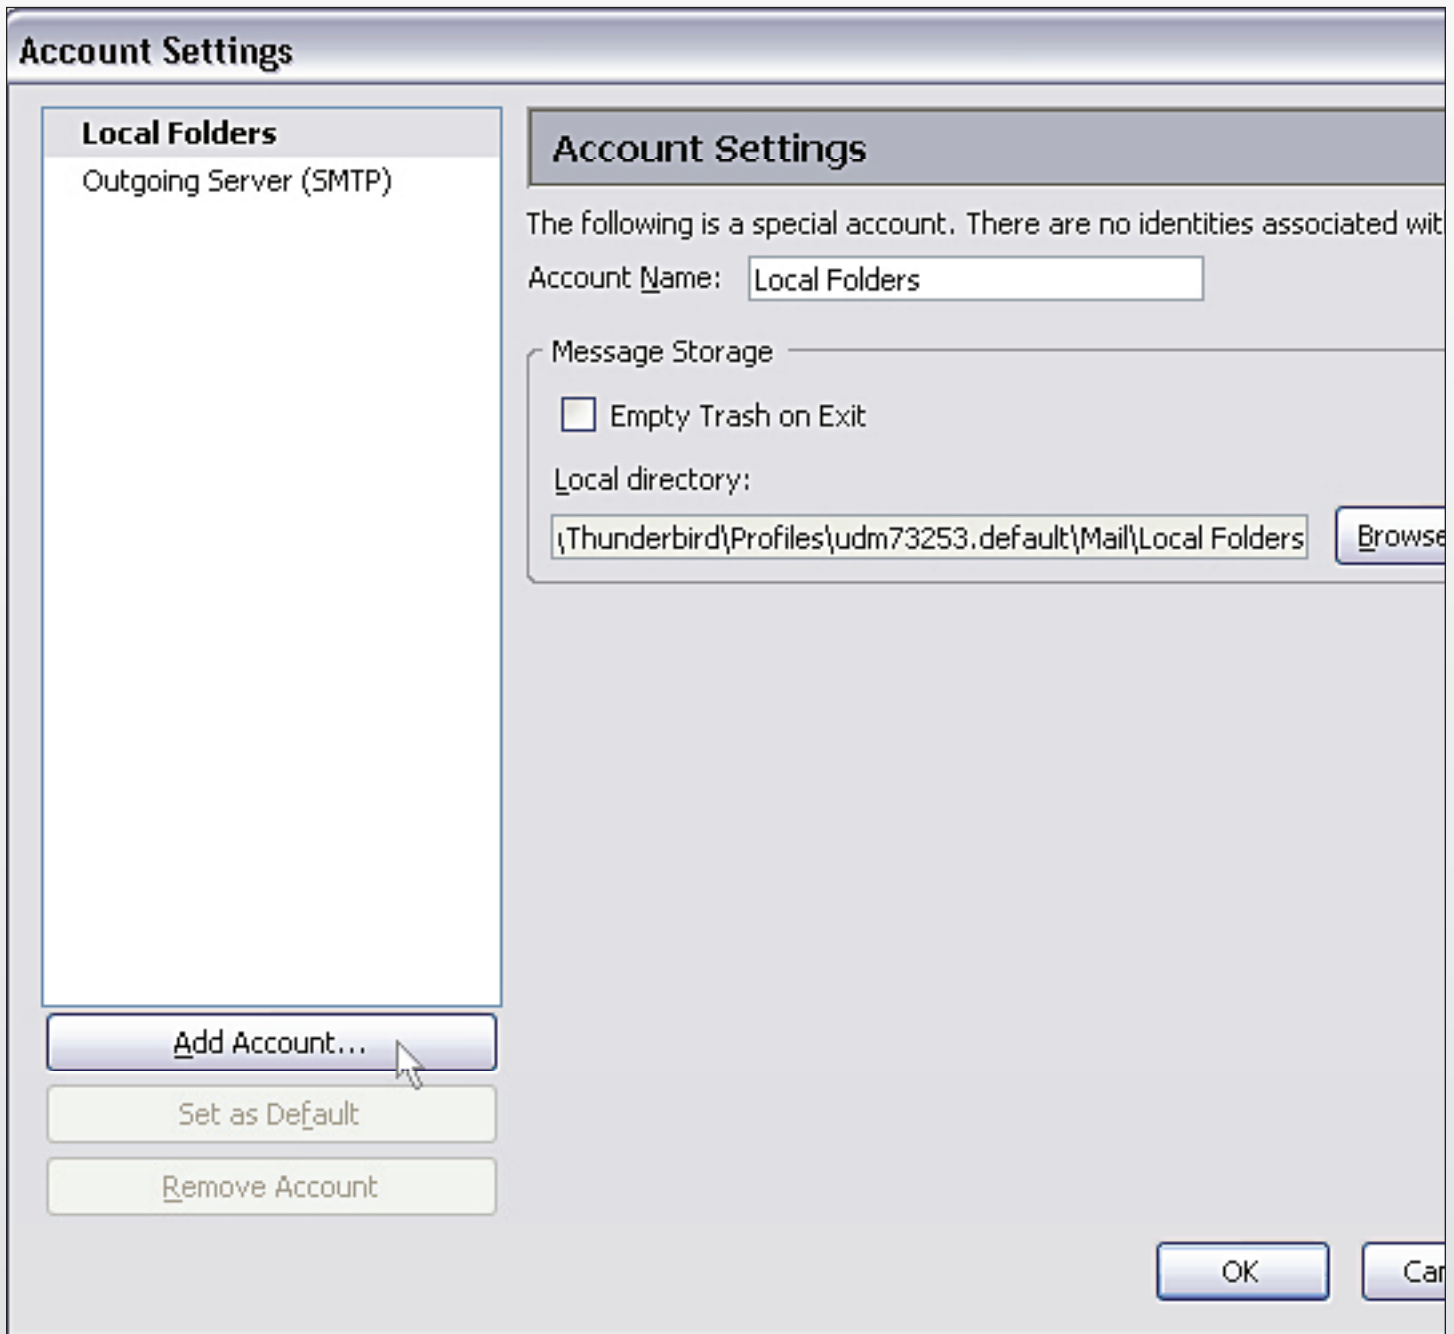 Account Settings
Local Folders
Outgoing Server (SMTP)
Account Settings
The following is a special account. There are no identities associated
Account Name: Local Folders
Message Storage
Empty Trash on Exit
Local directory:
\Thunderbird\Profiles\udm73253.default\Mail\Local Folders Browse
Add Account...
Set as Default
Remove Account
OK